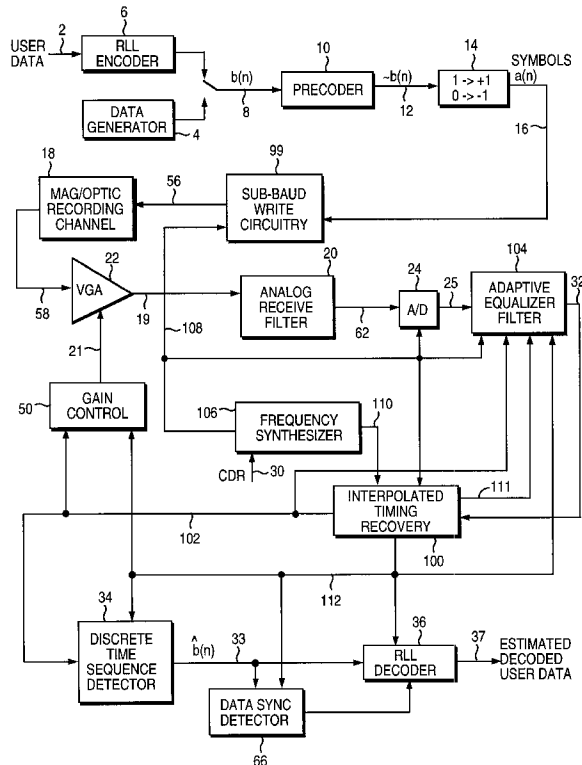 2
USER
DATA
6
RLL
ENCODER
DATA
GENERATOR
4
b(n)
8
10
PRECODER
~b(n)
12
14
1 -> +1
0 -> -1
SYMBOLS
a(n)
16
18
MAG/OPTIC
RECORDING
CHANNEL
56
99
SUB-BAUD
WRITE
CIRCUITRY
22
VGA
58
19
21
108
20
ANALOG
RECEIVE
FILTER
62
24
A/D
25
104
ADAPTIVE
EQUALIZER
FILTER
32
50
GAIN
CONTROL
106
FREQUENCY
SYNTHESIZER
110
CDR
30
INTERPOLATED
TIMING
RECOVERY
111
100
102
112
34
DISCRETE
TIME
SEQUENCE
DETECTOR
^
b(n)
33
36
RLL
DECODER
37
ESTIMATED
DECODED
USER DATA
DATA SYNC
DETECTOR
66